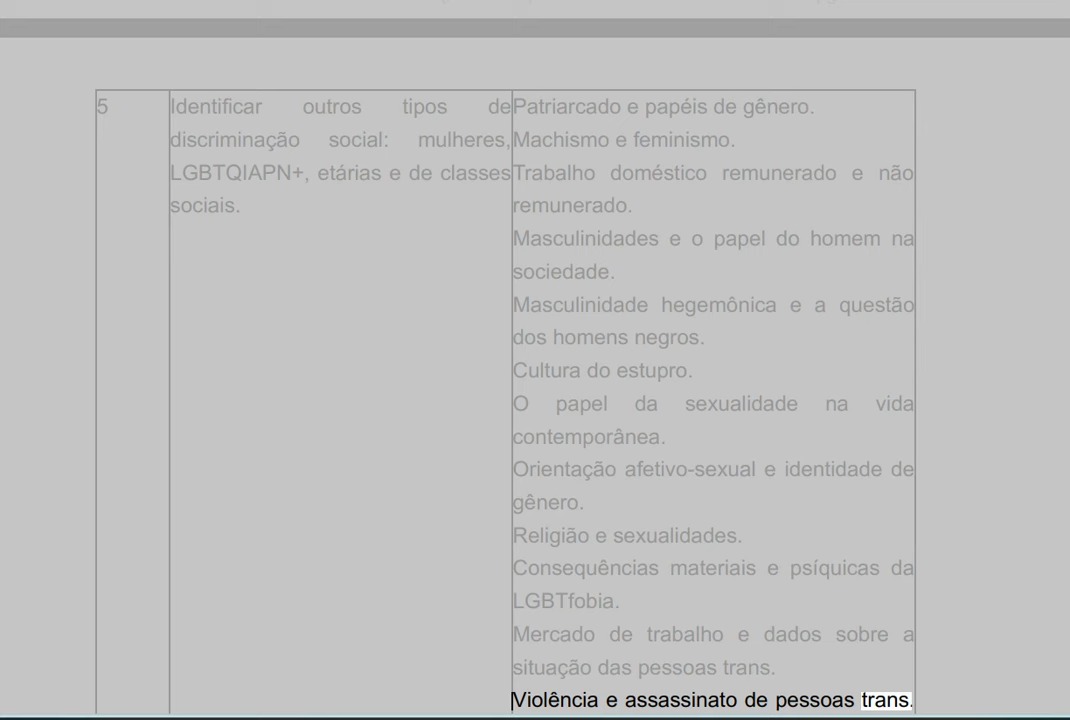 5
Identificar outros tipos de
discriminação social: mulheres,
LGBTQIAPN+, etárias e de classes
sociais.
Patriarcado e papéis de gênero.
Machismo e feminismo.
Trabalho doméstico remunerado e não
remunerado.
Masculinidades e o papel do homem na
sociedade.
Masculinidade hegemônica e a questão
dos homens negros.
Cultura do estupro.
O papel da sexualidade na vida
contemporânea.
Orientação afetivo-sexual e identidade de
gênero.
Religião e sexualidades.
Consequências materiais e psíquicas da
LGBTfobia.
Mercado de trabalho e dados sobre a
situação das pessoas trans.
Violência e assassinato de pessoas trans.